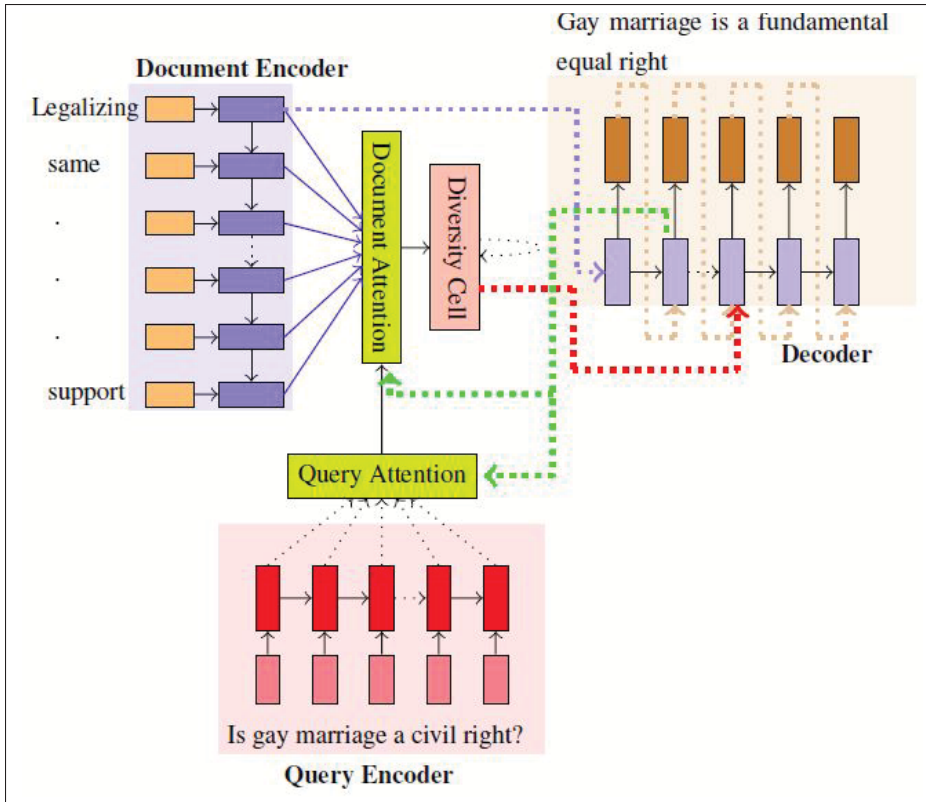 Gay marriage is a fundamental
equal right
Document Encoder
Legalizing
same
.
.
.
support
Document Attention
Diversity Cell
Decoder
Query Attention
Is gay marriage a civil right?
Query Encoder